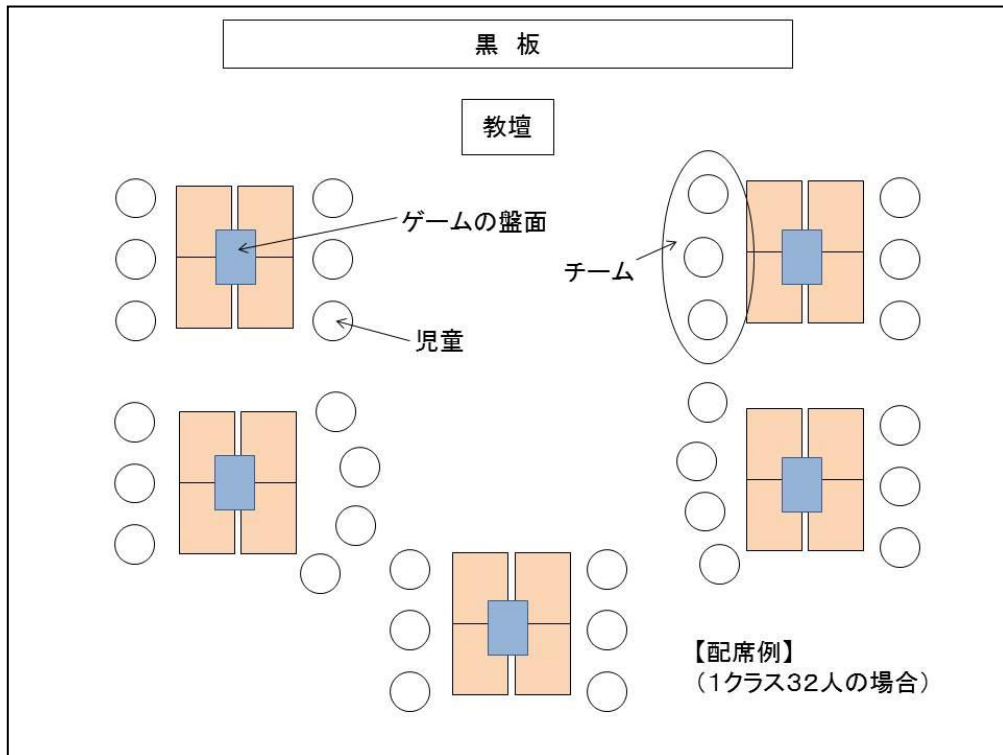 黒 板
教壇
ゲームの盤面
チーム
児童
【配席例】
（１クラス３２人の場合）